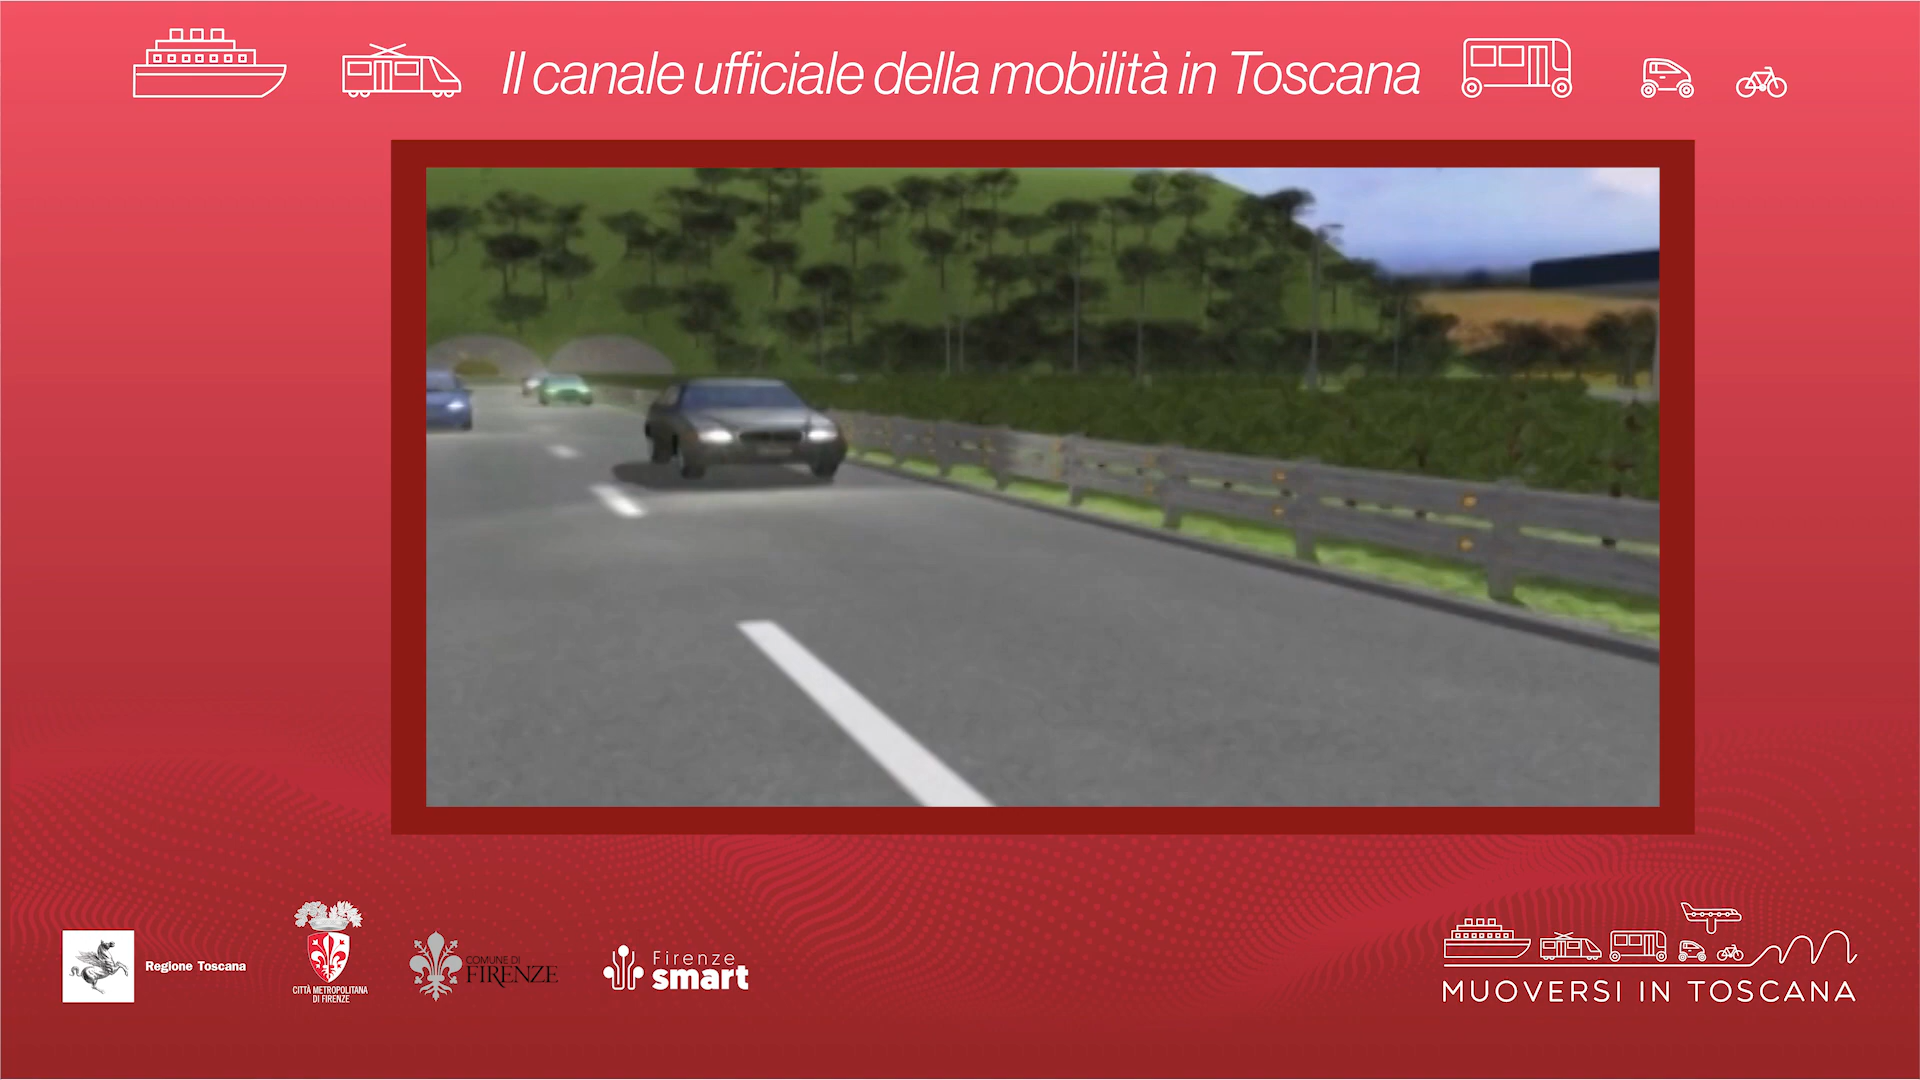 Il canale ufficiale della mobilità in Toscana
Regione Toscana
CITTÀ METROPOLITANA
DI FIRENZE
COMUNE DI
FIRENZE
Firenze
smart
MUOVERSI IN TOSCANA